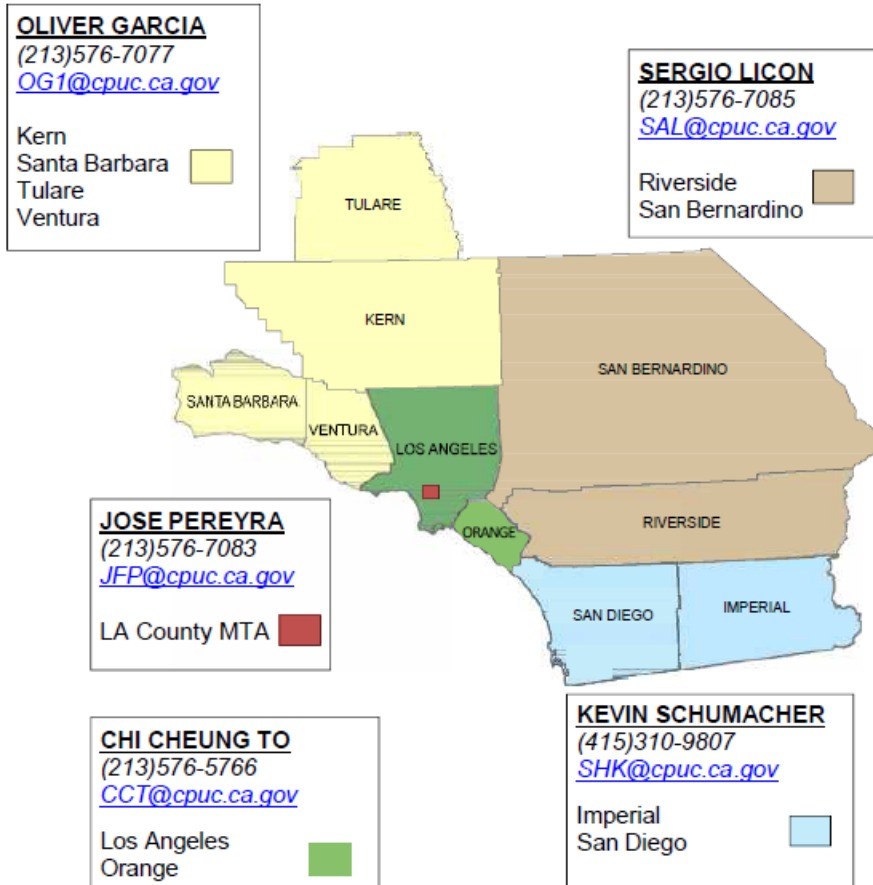 OLIVER GARCIA
(213)576-7077
OG1@cpuc.ca.gov
Kern
Santa Barbara
Tulare
Ventura
SERGIO LICON
(213)576-7085
SAL@cpuc.ca.gov
Riverside
San Bernardino
TULARE
KERN
SAN BERNARDINO
SANTA BARBARA
VENTURA
LOS ANGELES
ORANGE
RIVERSIDE
SAN DIEGO
IMPERIAL
JOSE PEREYRA
(213)576-7083
JFP@cpuc.ca.gov
LA County MTA
CHI CHEUNG TO
(213)576-5766
CCT@cpuc.ca.gov
Los Angeles
Orange
KEVIN SCHUMACHER
(415)310-9807
SHK@cpuc.ca.gov
Imperial
San Diego